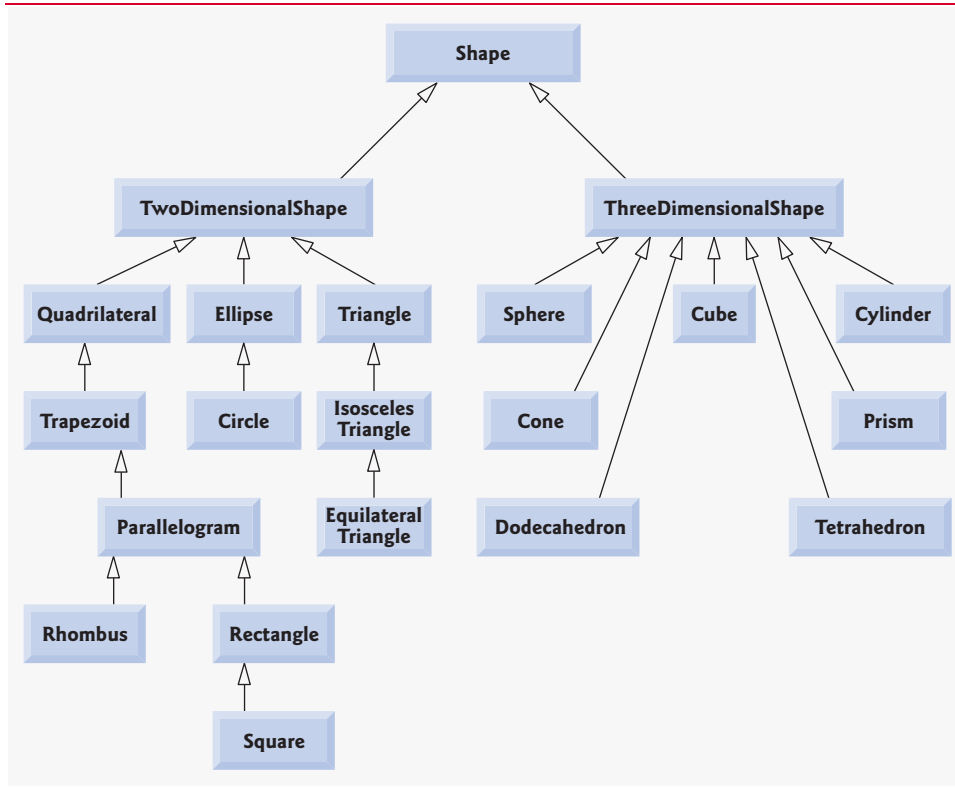 Shape
TwoDimensionalShape
ThreeDimensionalShape
Quadrilateral
Ellipse
Triangle
Sphere
Cube
Cylinder
Trapezoid
Circle
Isosceles
Triangle
Cone
Prism
Parallelogram
Equilateral
Triangle
Dodecahedron
Tetrahedron
Rhombus
Rectangle
Square